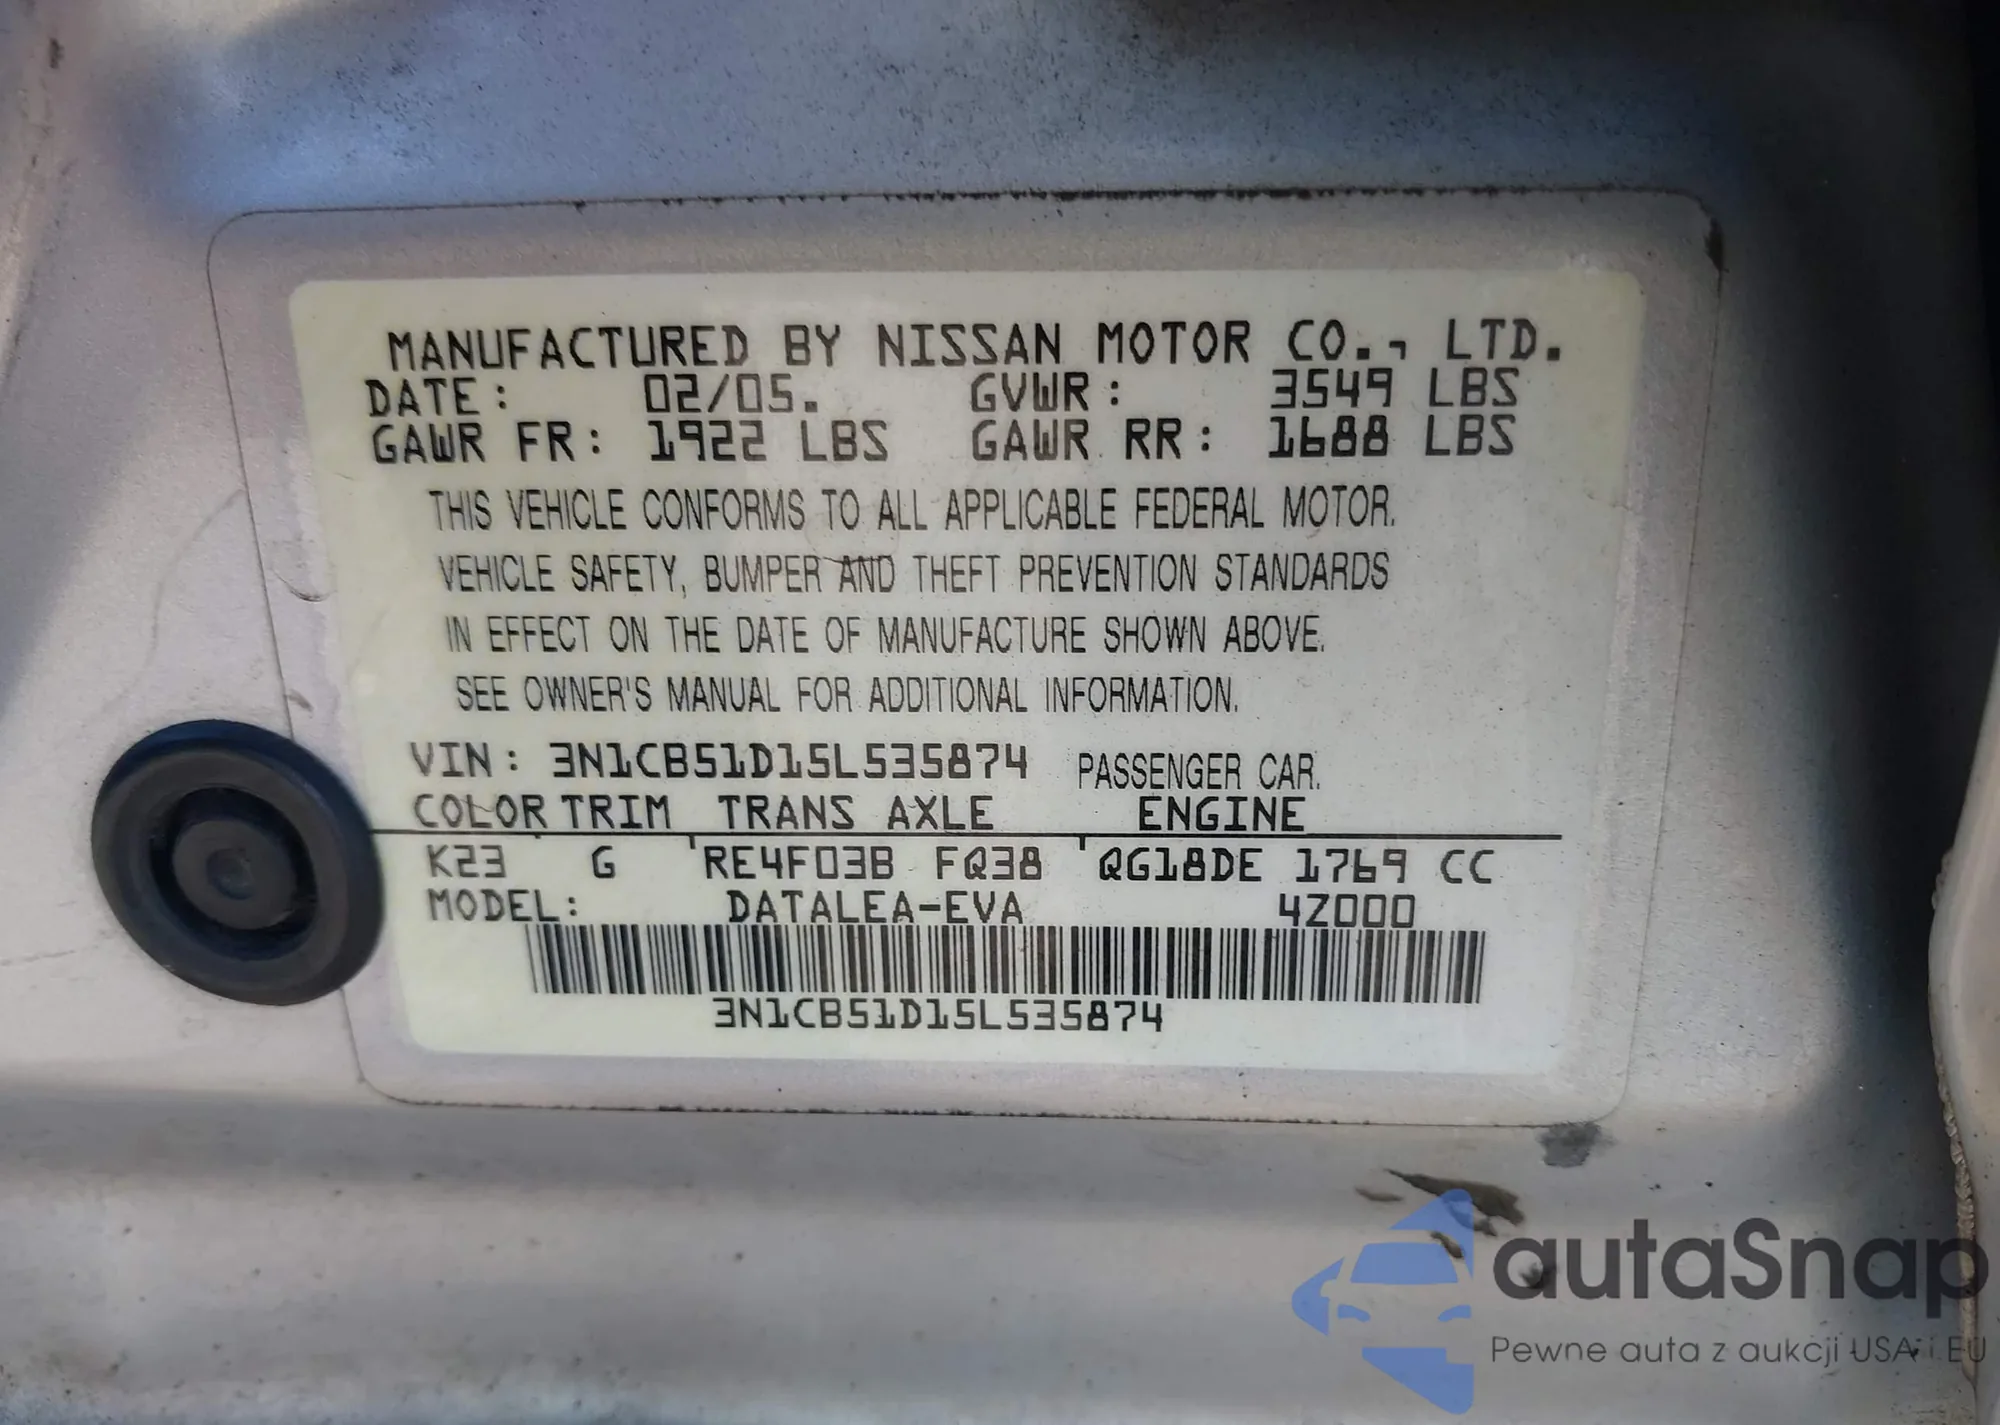 MANUFACTURED BY NISSAN MOTOR CO., LTD.
DATE: 02/05. GVWR: 3549 LBS
GAWR FR: 1922 LBS GAWR RR: 1688 LBS
THIS VEHICLE CONFORMS TO ALL APPLICABLE FEDERAL MOTOR.
VEHICLE SAFETY, BUMPER AND THEFT PREVENTION STANDARDS
IN EFFECT ON THE DATE OF MANUFACTURE SHOWN ABOVE.
SEE OWNER'S MANUAL FOR ADDITIONAL INFORMATION.
VIN: 3N1CB51D15L535874 PASSENGER CAR.
COLOR TRIM TRANS AXLE ENGINE
K23 G RE4F03B FQ38 QG18DE 1769 CC
MODEL: DATALEA-EVA 4Z000
3N1CB51D15L535874
autaSnap
Pewne auta z aukcji USA i EU